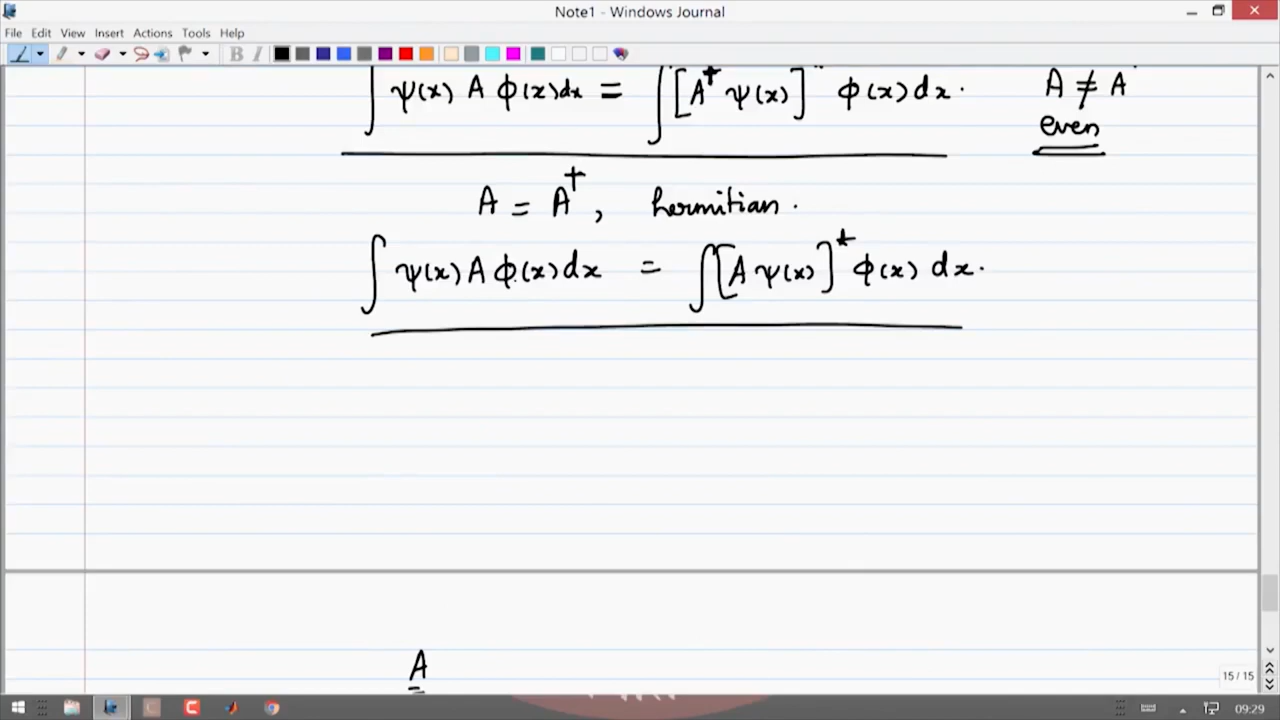 Note1 - Windows Journal
File Edit View Insert Actions Tools Help
B I
∫ ψ(x) A ϕ(x)dx = ∫ [A† ψ(x)] ϕ(x) dx. A ≠ A
even
A = A†, hermitian.
∫ ψ(x) A ϕ(x) dx = ∫ [A ψ(x)]* ϕ(x) dx.
A
15 / 15
09:29